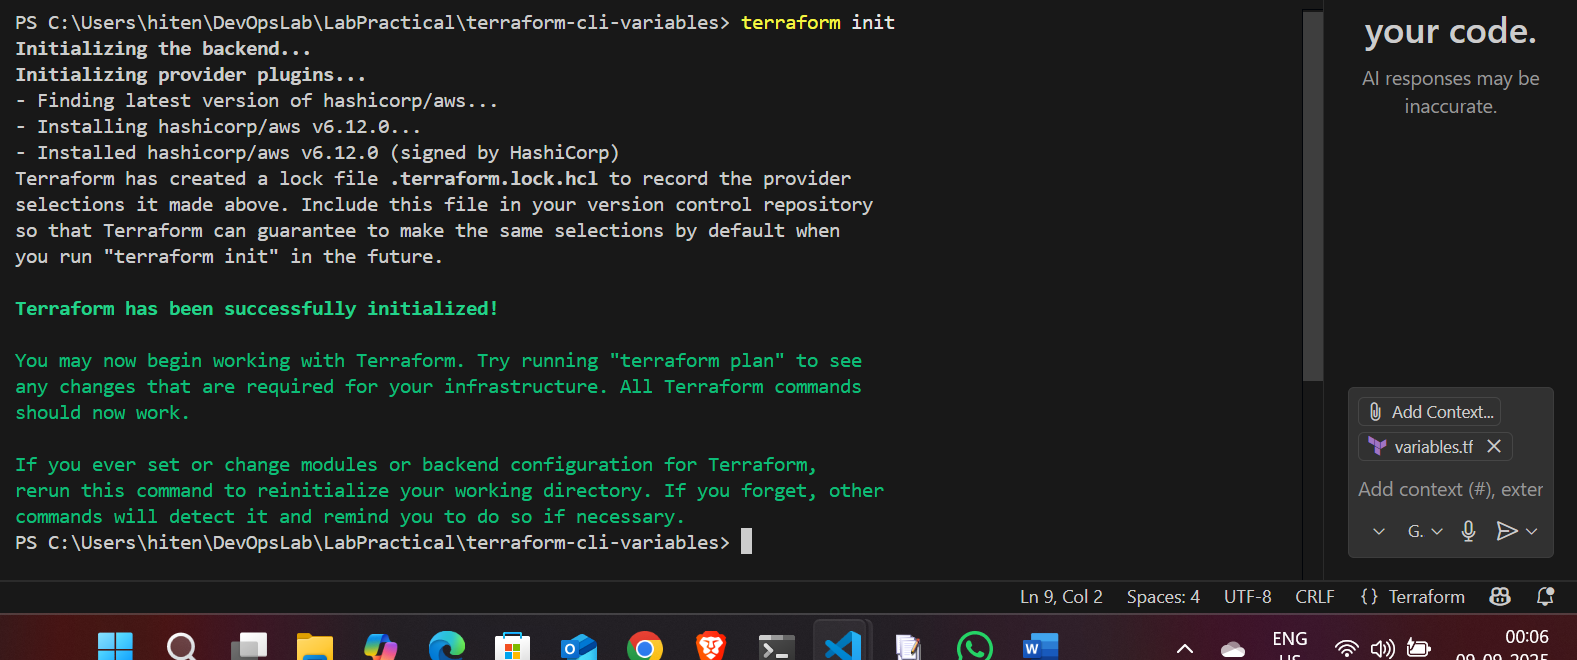 PS C:\Users\hiten\DevOpsLab\LabPractical\terraform-cli-variables> terraform init
Initializing the backend...
Initializing provider plugins...
- Finding latest version of hashicorp/aws...
- Installing hashicorp/aws v6.12.0...
- Installed hashicorp/aws v6.12.0 (signed by HashiCorp)
Terraform has created a lock file .terraform.lock.hcl to record the provider
selections it made above. Include this file in your version control repository
so that Terraform can guarantee to make the same selections by default when
you run "terraform init" in the future.
Terraform has been successfully initialized!
You may now begin working with Terraform. Try running "terraform plan" to see
any changes that are required for your infrastructure. All Terraform commands
should now work.
If you ever set or change modules or backend configuration for Terraform,
rerun this command to reinitialize your working directory. If you forget, other
commands will detect it and remind you to do so if necessary.
PS C:\Users\hiten\DevOpsLab\LabPractical\terraform-cli-variables>
your code.
AI responses may be
inaccurate.
Add Context...
variables.tf
Add context (#), exter
G.
Ln 9, Col 2 Spaces: 4 UTF-8 CRLF {} Terraform
ENG
US
00:06
09-09-2025